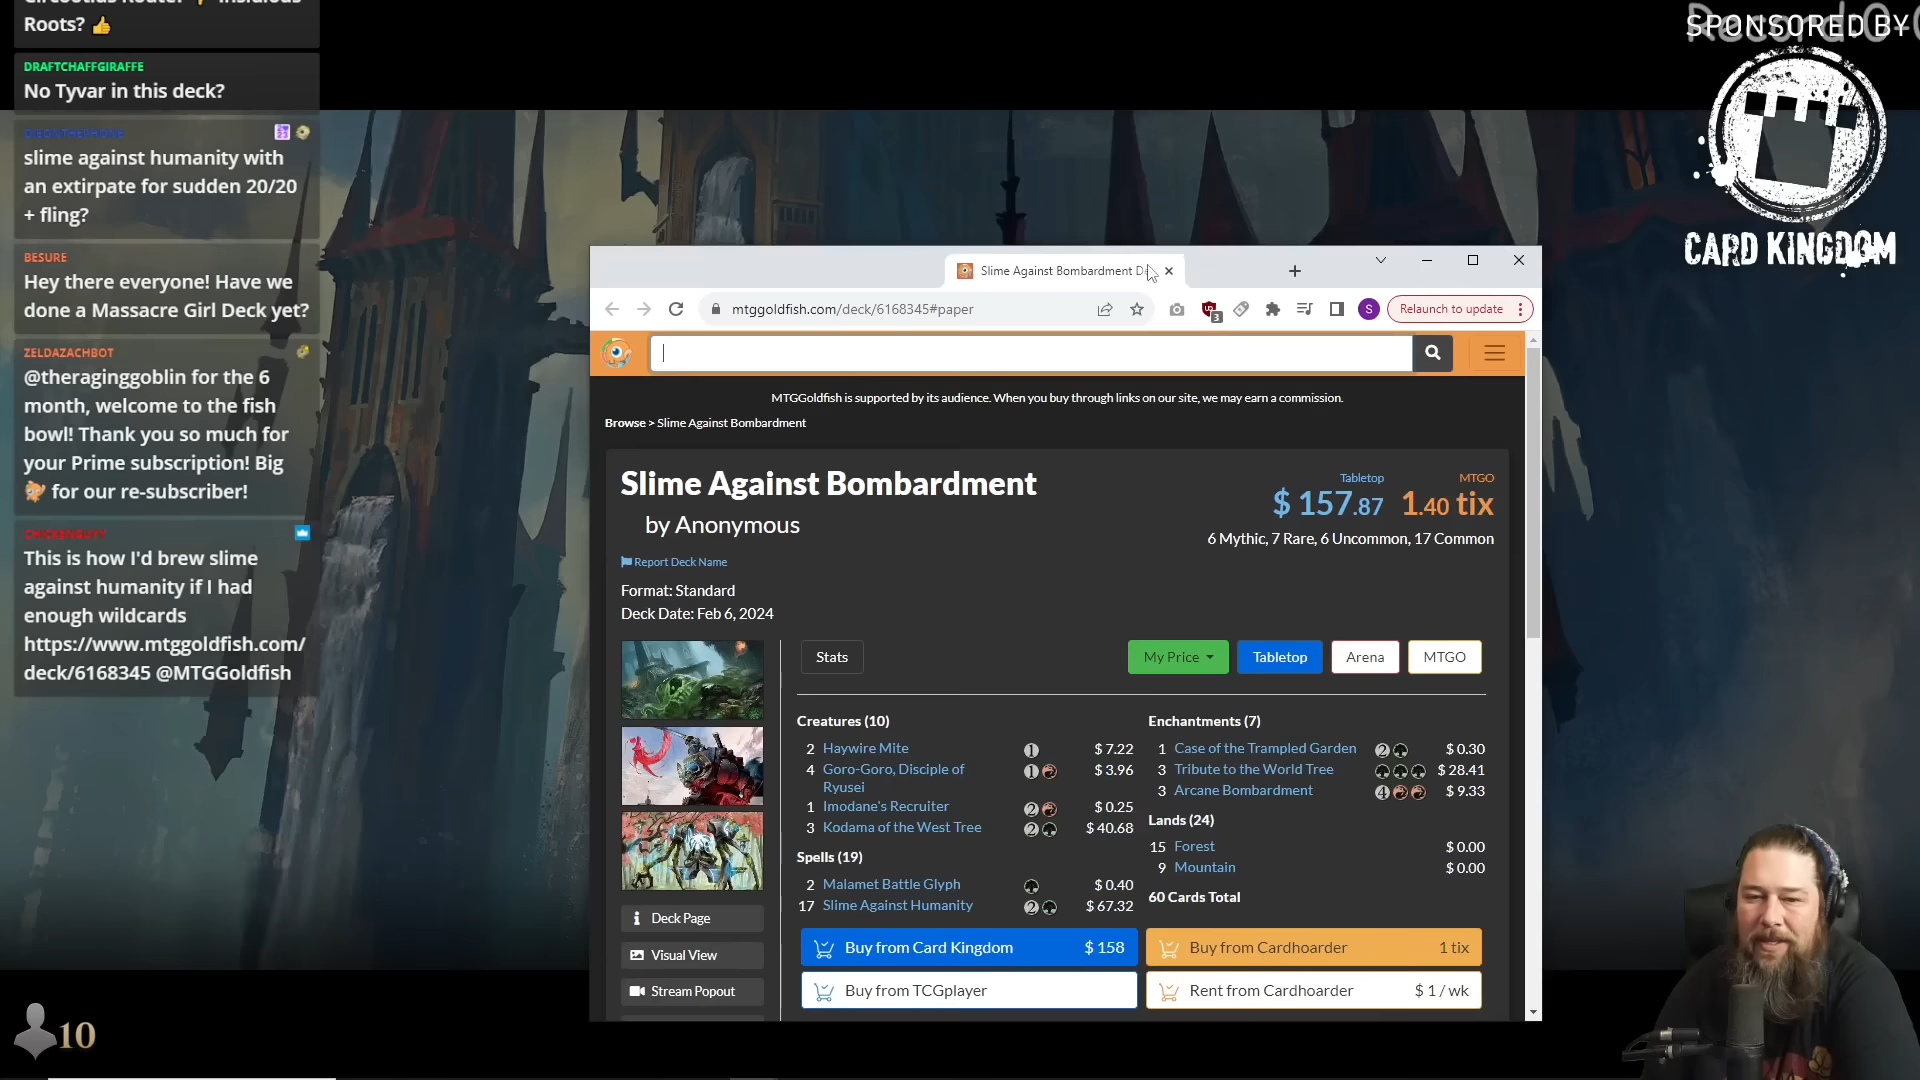 Roots? 👍
DRAFTCHAFFGIRAFFE
No Tyvar in this deck?
slime against humanity with
an extirpate for sudden 20/20
+ fling?
BESURE
Hey there everyone! Have we
done a Massacre Girl Deck yet?
ZELDAZACHBOT
@theraginggoblin for the 6
month, welcome to the fish
bowl! Thank you so much for
your Prime subscription! Big
for our re-subscriber!
CHICKENGUYY
This is how I'd brew slime
against humanity if I had
enough wildcards
https://www.mtggoldfish.com/
deck/6168345 @MTGGoldfish
10
SPONSORED BY
CARD KINGDOM
Slime Against Bombardment D
mtggoldfish.com/deck/6168345#paper
3
S
Relaunch to update
MTGGoldfish is supported by its audience. When you buy through links on our site, we may earn a commission.
Browse > Slime Against Bombardment
Slime Against Bombardment
by Anonymous
Tabletop
$ 157.87
MTGO
1.40 tix
6 Mythic, 7 Rare, 6 Uncommon, 17 Common
Report Deck Name
Format: Standard
Deck Date: Feb 6, 2024
Stats
My Price
Tabletop
Arena
MTGO
Creatures (10)
2 Haywire Mite 1 $ 7.22
4 Goro-Goro, Disciple of 1 $ 3.96
Ryusei
1 Imodane's Recruiter 2 $ 0.25
3 Kodama of the West Tree 2 $ 40.68
Spells (19)
2 Malamet Battle Glyph $ 0.40
17 Slime Against Humanity 2 $ 67.32
Enchantments (7)
1 Case of the Trampled Garden 2 $ 0.30
3 Tribute to the World Tree $ 28.41
3 Arcane Bombardment 4 $ 9.33
Lands (24)
15 Forest $ 0.00
9 Mountain $ 0.00
60 Cards Total
Deck Page
Visual View
Stream Popout
Buy from Card Kingdom $ 158
Buy from Cardhoarder 1 tix
Buy from TCGplayer
Rent from Cardhoarder $ 1 / wk